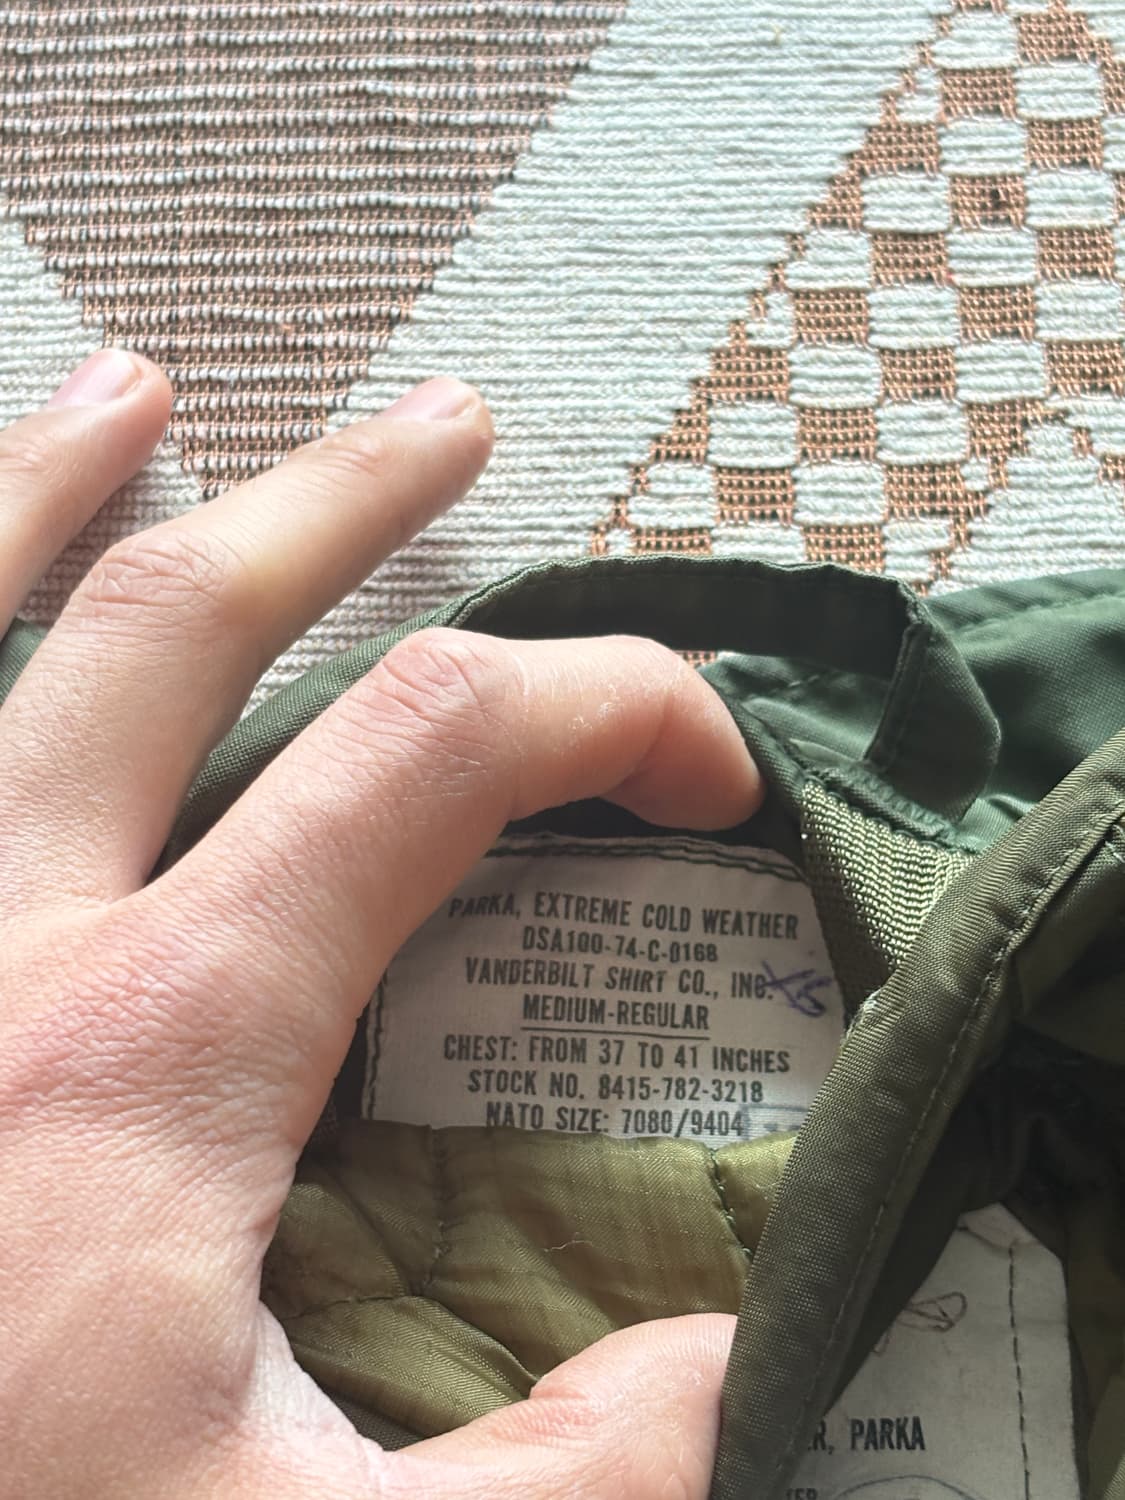 PARKA, EXTREME COLD WEATHER
DSA100-74-C-0168
VANDERBILT SHIRT CO., INC.
MEDIUM-REGULAR
CHEST: FROM 37 TO 41 INCHES
STOCK NO. 8415-782-3218
NATO SIZE: 7080/9404
R, PARKA